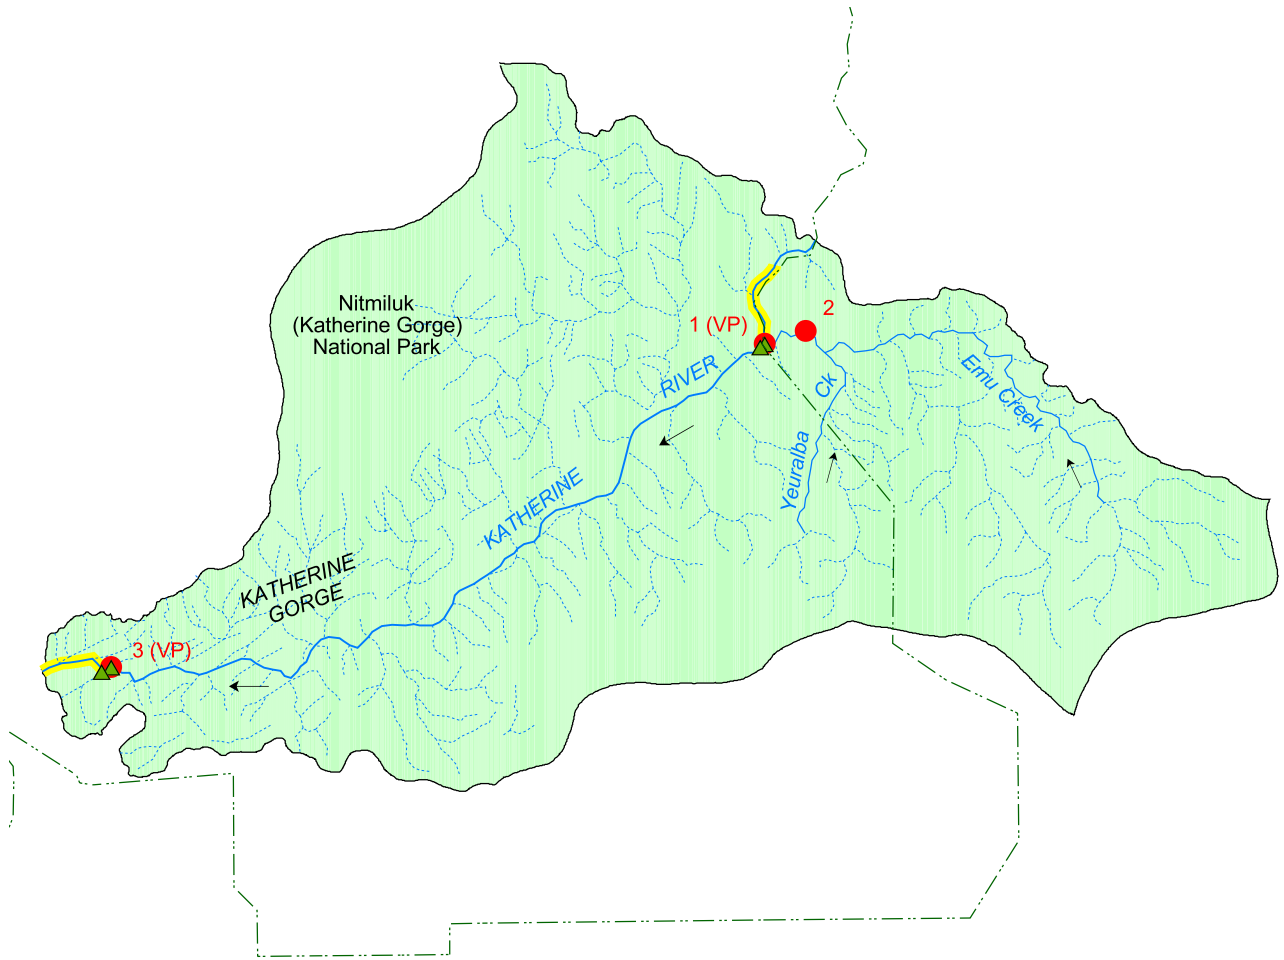 Nitmiluk
(Katherine Gorge)
National Park
1 (VP)
2
RIVER
Ck
Emu Creek
Yeuralba
KATHERINE
KATHERINE
GORGE
3 (VP)